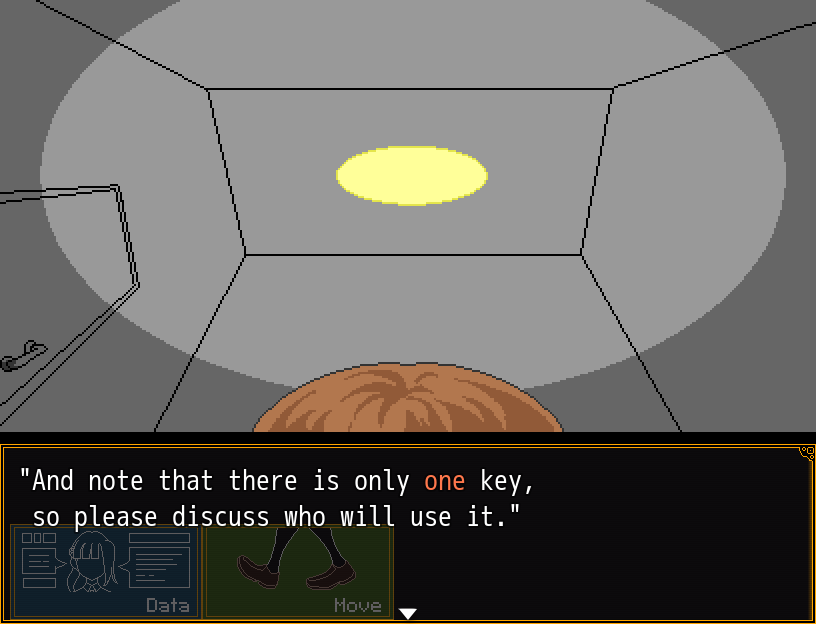 "And note that there is only one key,
so please discuss who will use it."
Data
Move